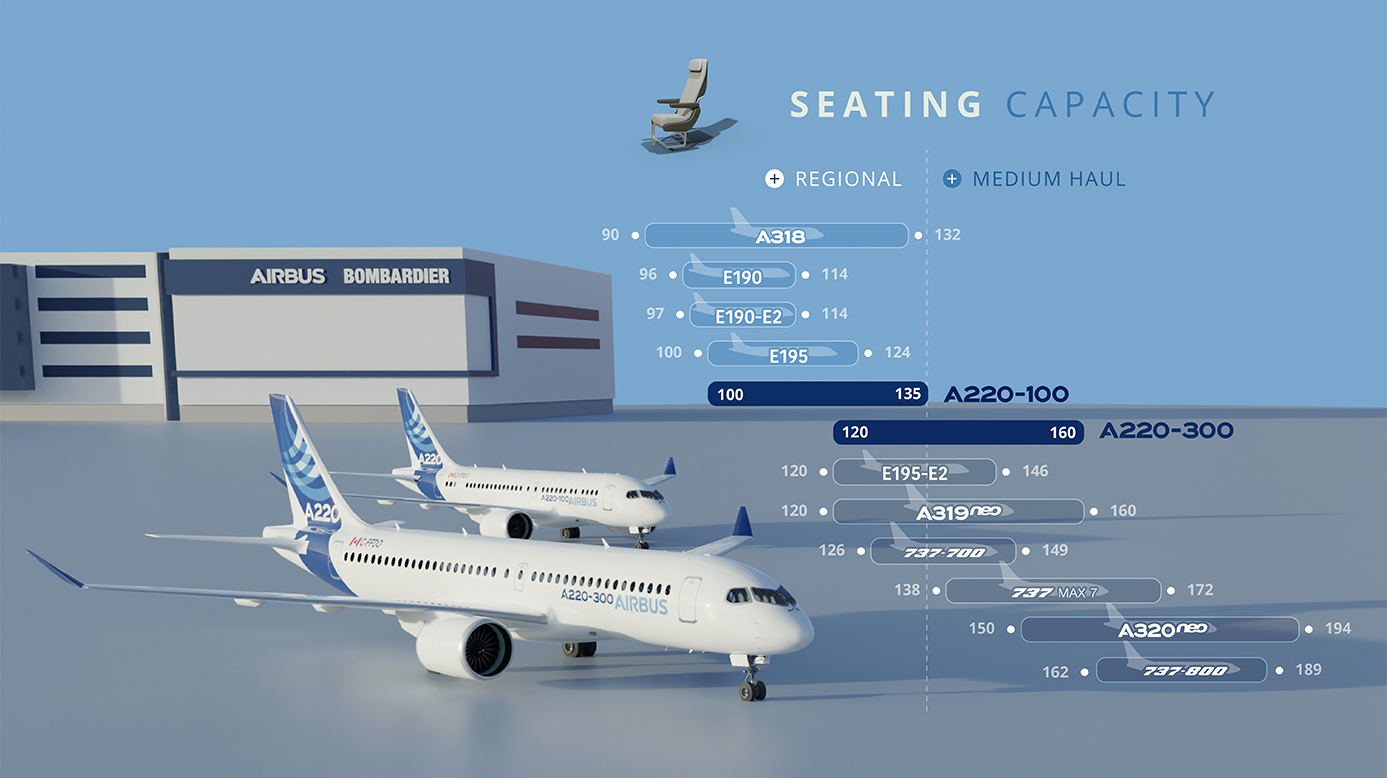 SEATING CAPACITY
REGIONAL MEDIUM HAUL
90 A318 132
AIRBUS BOMBARDIER
96 E190 114
97 E190-E2 114
100 E195 124
100 135 A220-100
120 160 A220-300
120 E195-E2 146
120 A319neo 160
126 737-700 149
138 737 MAX 7 172
150 A320neo 194
162 737-800 189
A220
A220-100 AIRBUS
A220
C-FFDO
A220-300 AIRBUS